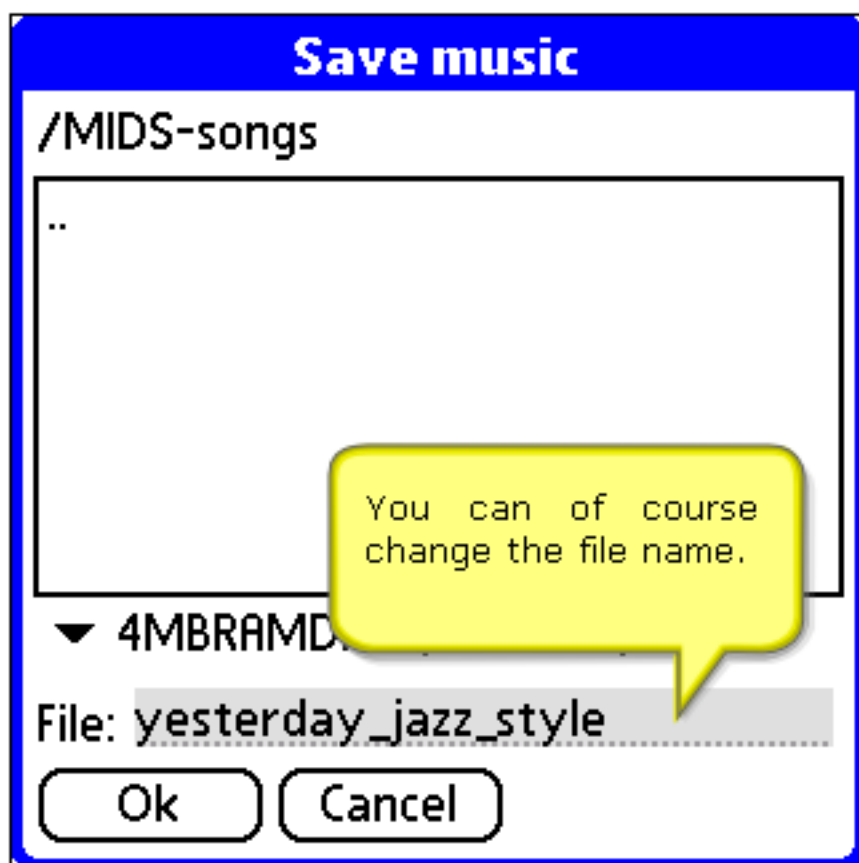 Save music
/MIDS-songs
..
You can of course
change the file name.
4MBRAMD
File: yesterday_jazz_style
Ok Cancel